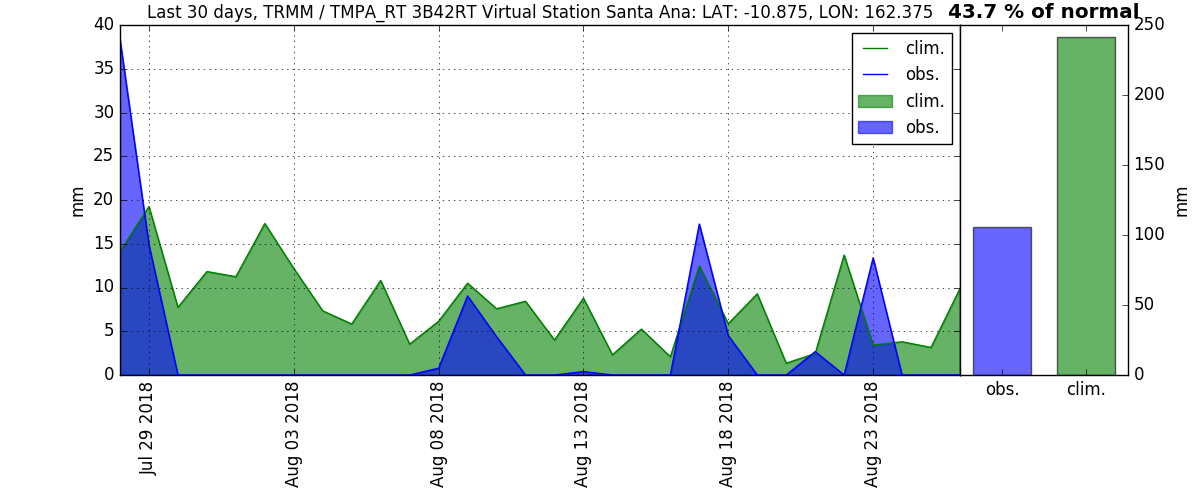 Last 30 days, TRMM / TMPA_RT 3B42RT Virtual Station Santa Ana: LAT: -10.875, LON: 162.375
43.7 % of normal
clim.
obs.
clim.
obs.
mm
40
35
30
25
20
15
10
5
0
Jul 29 2018
Aug 03 2018
Aug 08 2018
Aug 13 2018
Aug 18 2018
Aug 23 2018
250
200
150
100
50
0
mm
obs.
clim.